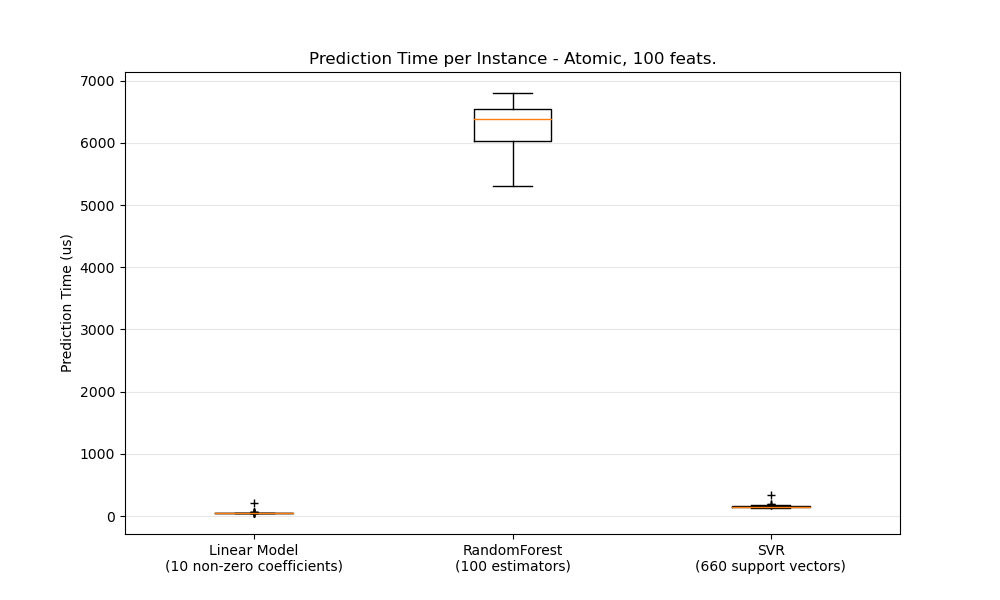 Prediction Time per Instance - Atomic, 100 feats.
7000
6000
5000
4000
3000
2000
1000
0
Prediction Time (us)
Linear Model
(10 non-zero coefficients)
RandomForest
(100 estimators)
SVR
(660 support vectors)